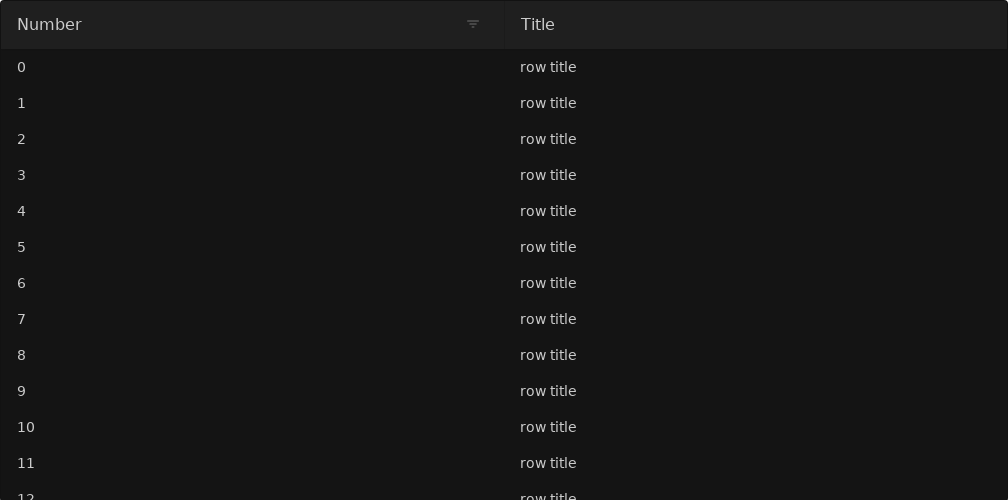 Number Title
0 row title
1 row title
2 row title
3 row title
4 row title
5 row title
6 row title
7 row title
8 row title
9 row title
10 row title
11 row title
12 row title